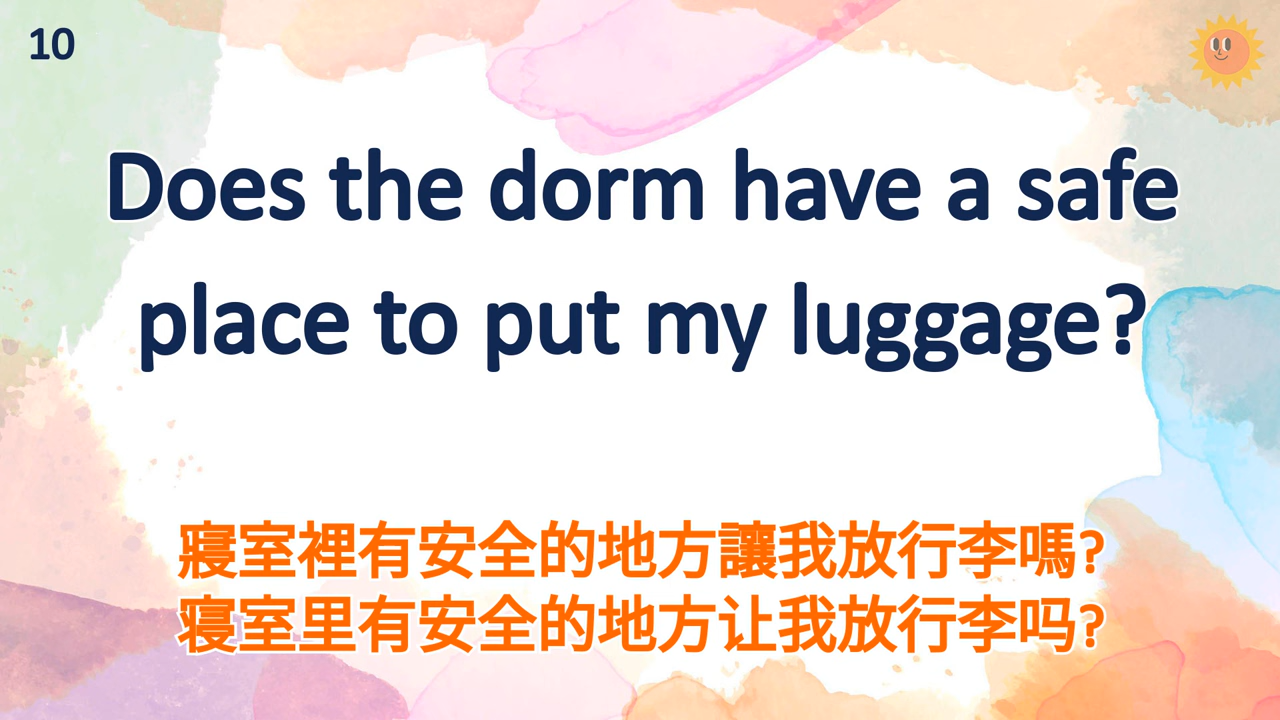 10
Does the dorm have a safe
place to put my luggage?
寢室裡有安全的地方讓我放行李嗎?
寝室里有安全的地方让我放行李吗?